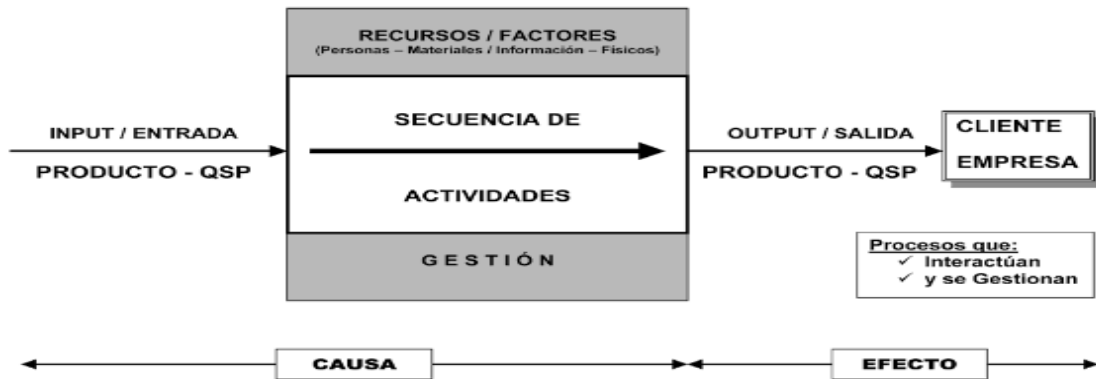 RECURSOS / FACTORES
(Personas – Materiales / Información – Físicos)
INPUT / ENTRADA
PRODUCTO - QSP
SECUENCIA DE
ACTIVIDADES
OUTPUT / SALIDA
PRODUCTO - QSP
CLIENTE
EMPRESA
GESTIÓN
Procesos que:
✓ Interactúan
✓ y se Gestionan
CAUSA
EFECTO